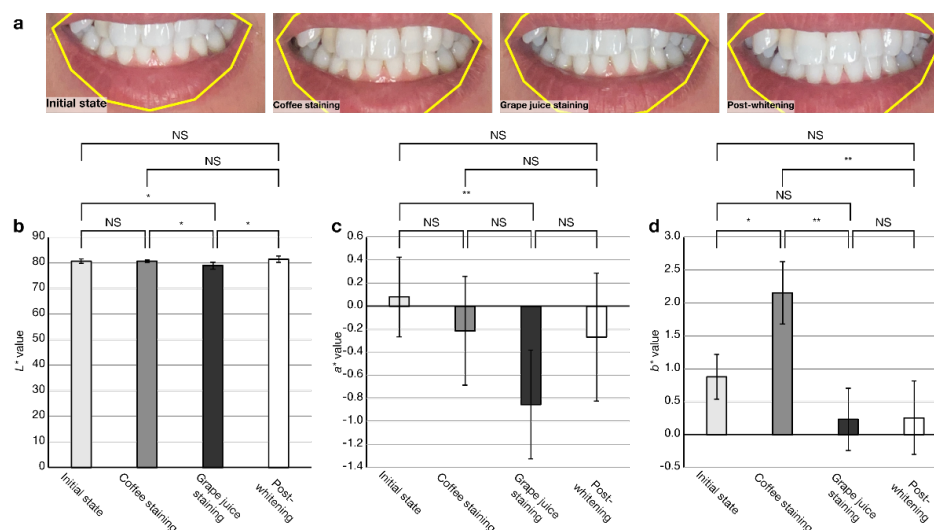 a
Initial state
Coffee staining
Grape juice staining
Post-whitening
NS
NS
*
NS
*
*
b
90
80
70
60
50
40
30
20
10
0
L* value
Initial state
Coffee staining
Grape juice
staining
Post-
whitening
NS
NS
**
NS
NS
NS
c
0.6
0.4
0.2
0.0
-0.2
-0.4
-0.6
-0.8
-1.0
-1.2
-1.4
a* value
Initial state
Coffee staining
Grape juice
staining
Post-
whitening
NS
**
NS
*
**
NS
d
3.0
2.5
2.0
1.5
1.0
0.5
0.0
-0.5
b* value
Initial state
Coffee staining
Grape juice
staining
Post-
whitening